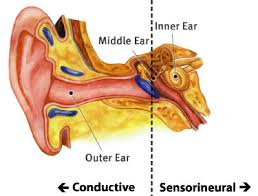 Inner Ear
Middle Ear
Outer Ear
← Conductive
Sensorineural →